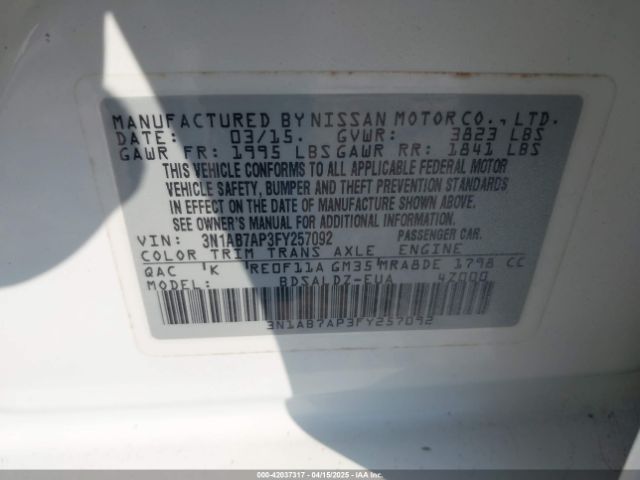 MANUFACTURED BY NISSAN MOTOR CO., LTD.
DATE: 03/15. GVWR: 3823 LBS
GAWR FR: 1995 LBS GAWR RR: 1841 LBS
THIS VEHICLE CONFORMS TO ALL APPLICABLE FEDERAL MOTOR
VEHICLE SAFETY, BUMPER AND THEFT PREVENTION STANDARDS
IN EFFECT ON THE DATE OF MANUFACTURE SHOWN ABOVE.
SEE OWNER'S MANUAL FOR ADDITIONAL INFORMATION.
VIN: 3N1AB7AP3FY257092 PASSENGER CAR.
COLOR TRIM TRANS AXLE ENGINE
QAC K RE0F11A GM35 MRA8DE 1798 CC
MODEL: BDSALDZ-EUA 4Z000
3N1AB7AP3FY257092
000-42037317 - 04/15/2025 - IAAI.COM